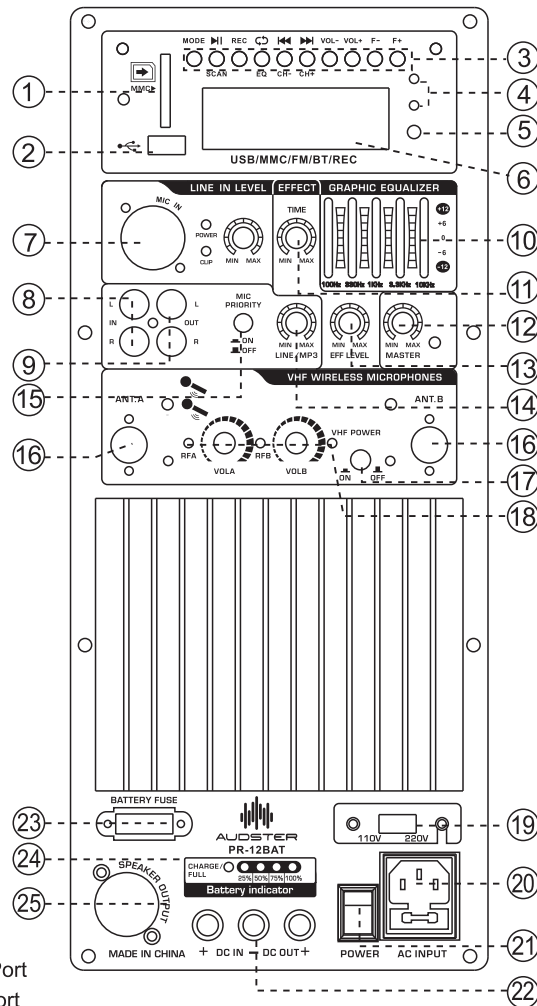 MODE REC VOL- VOL+ F- F+
SCAN EQ CH- CH+
3
1
MMC
4
5
2
USB/MMC/FM/BT/REC
6
LINE IN LEVEL EFFECT GRAPHIC EQUALIZER
MIC IN
TIME
+12
+6
0
-6
+12
7
POWER
CLIP
MIN MAX MIN MAX
10
100Hz 330Hz 1KHz 3.3KHz 10KHz
11
8
L L
IN OUT
R R
MIC
PRIORITY
ON
OFF
12
MIN MAX MIN MAX MIN MAX
LINE/MP3 EFF LEVEL MASTER
9
13
15
14
VHF WIRELESS MICROPHONES
ANT.A ANT.B
VHF POWER
16 16
RFA RFB
VOLA VOLB
ON OFF
17
18
BATTERY FUSE
23
AUDSTER
PR-12BAT
19
110V 220V
24
CHARGE/
FULL
25% 50% 75% 100%
Battery indicator
20
25
SPEAKER OUTPUT
MADE IN CHINA
+ DC IN - DC OUT +
POWER AC INPUT
21
Port
ort
22